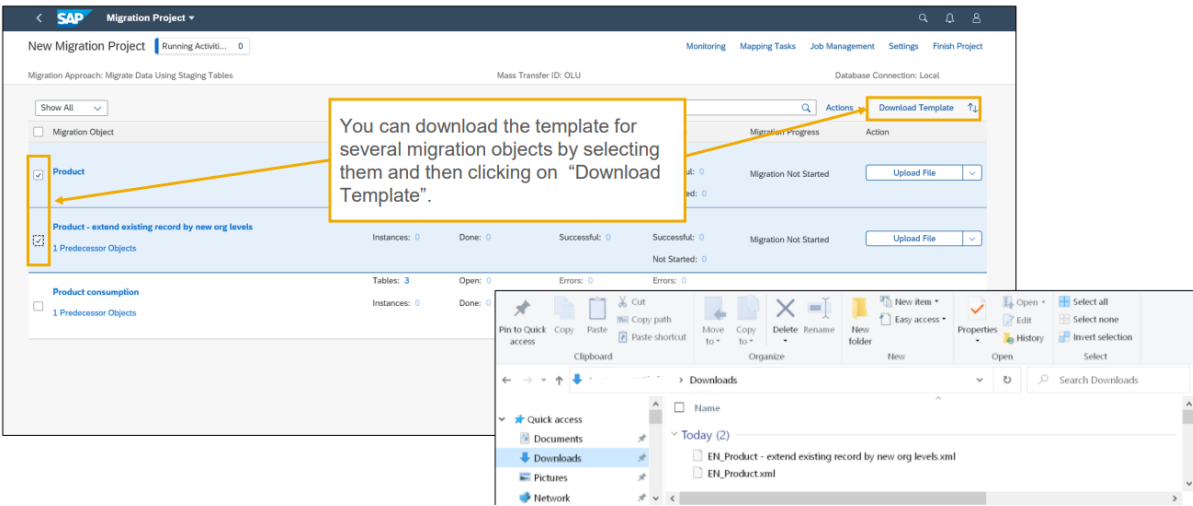 SAP Migration Project
New Migration Project Running Activiti... 0 Monitoring Mapping Tasks Job Management Settings Finish Project
Migration Approach: Migrate Data Using Staging Tables Mass Transfer ID: OLU Database Connection: Local
Show All Actions Download Template
Migration Object Migration Progress Action
You can download the template for
several migration objects by selecting
them and then clicking on “Download
Template”.
Product Migration Not Started Upload File
Product - extend existing record by new org levels
1 Predecessor Objects Instances: 0 Done: 0 Successful: 0 Successful: 0 Migration Not Started Upload File
Not Started: 0
Product consumption Tables: 3 Open: 0 Errors: 0 Errors: 0
1 Predecessor Objects Instances: 0 Done: 0
Pin to Quick access Copy Paste Cut Copy path Paste shortcut
Move to Copy to Delete Rename New folder New item Easy access
Properties Open Edit History Select all Select none Invert selection
Clipboard Organize New Open Select
Downloads Search Downloads
Name
Quick access
Today (2)
Documents
EN_Product - extend existing record by new org levels.xml
Downloads
EN_Product.xml
Pictures
Network